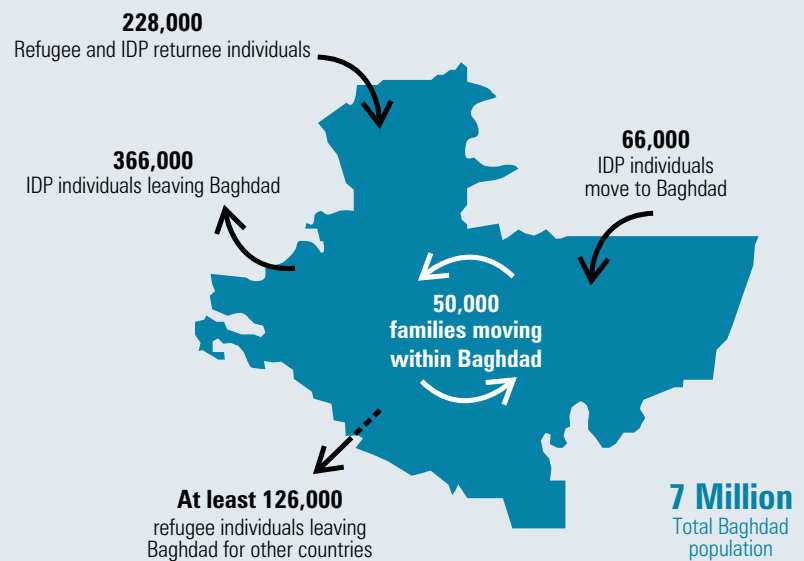 228,000
Refugee and IDP returnee individuals
366,000
IDP individuals leaving Baghdad
66,000
IDP individuals
move to Baghdad
50,000
families moving
within Baghdad
At least 126,000
refugee individuals leaving
Baghdad for other countries
7 Million
Total Baghdad
population